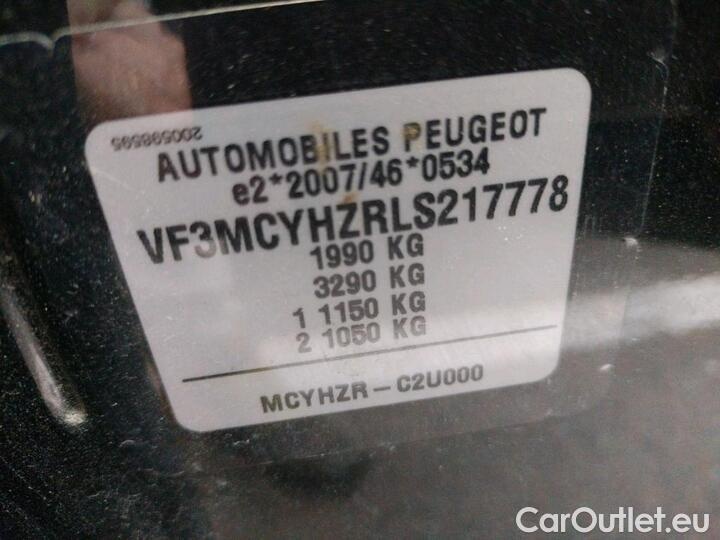 200598595
AUTOMOBILES PEUGEOT
e2*2007/46*0534
VF3MCYHZRLS217778
1990 KG
3290 KG
1 1150 KG
2 1050 KG
MCYHZR-C2U000
CarOutlet.eu